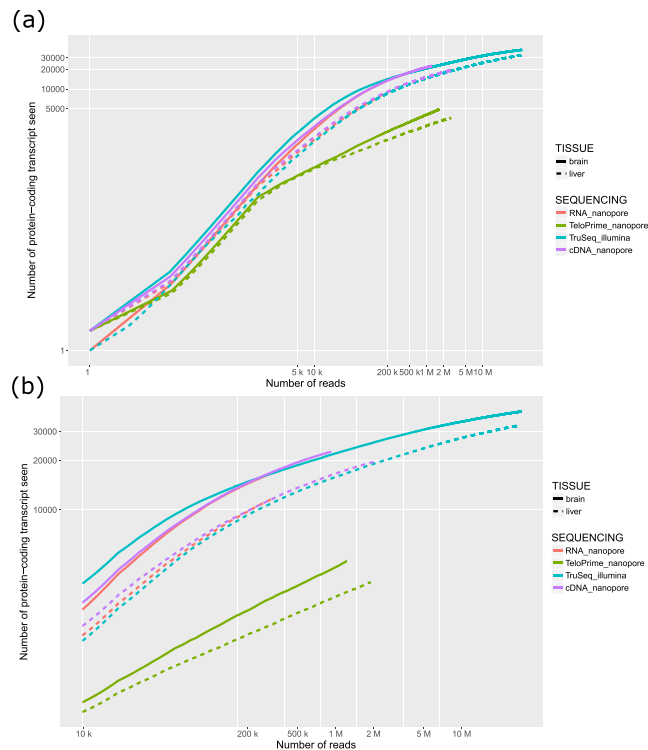 (a)
Number of protein−coding transcript seen
30000
20000
10000
5000
1
1
5 k
10 k
200 k
500 k
1 M
2 M
5 M
10 M
Number of reads
TISSUE
brain
liver
SEQUENCING
RNA_nanopore
TeloPrime_nanopore
TruSeq_illumina
cDNA_nanopore
(b)
Number of protein−coding transcript seen
30000
20000
10000
10 k
200 k
500 k
1 M
2 M
5 M
10 M
Number of reads
TISSUE
brain
liver
SEQUENCING
RNA_nanopore
TeloPrime_nanopore
TruSeq_illumina
cDNA_nanopore